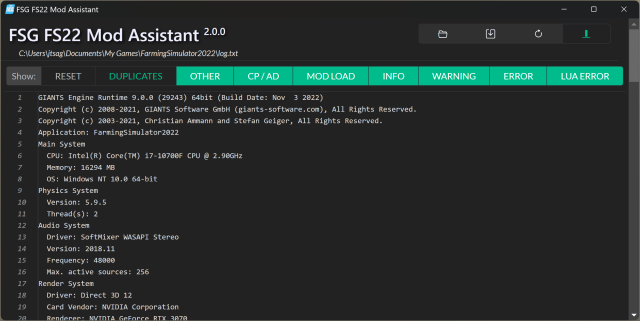 FSG FS22 Mod Assistant
FSG FS22 Mod Assistant 2.0.0
C:\Users\jtsag\Documents\My Games\FarmingSimulator2022\log.txt
Show: RESET DUPLICATES OTHER CP / AD MOD LOAD INFO WARNING ERROR LUA ERROR
1 GIANTS Engine Runtime 9.0.0 (29243) 64bit (Build Date: Nov  3 2022)
2 Copyright (c) 2008-2021, GIANTS Software GmbH (giants-software.com), All Rights Reserved.
3 Copyright (c) 2003-2021, Christian Ammann and Stefan Geiger, All Rights Reserved.
4 Application: FarmingSimulator2022
5 Main System
6 CPU: Intel(R) Core(TM) i7-10700F CPU @ 2.90GHz
7 Memory: 16294 MB
8 OS: Windows NT 10.0 64-bit
9 Physics System
10 Version: 5.9.5
11 Thread(s): 2
12 Audio System
13 Driver: SoftMixer WASAPI Stereo
14 Version: 2018.11
15 Frequency: 48000
16 Max. active sources: 256
17 Render System
18 Driver: Direct 3D 12
19 Card Vendor: NVIDIA Corporation
20 Renderer: NVIDIA GeForce RTX 3070